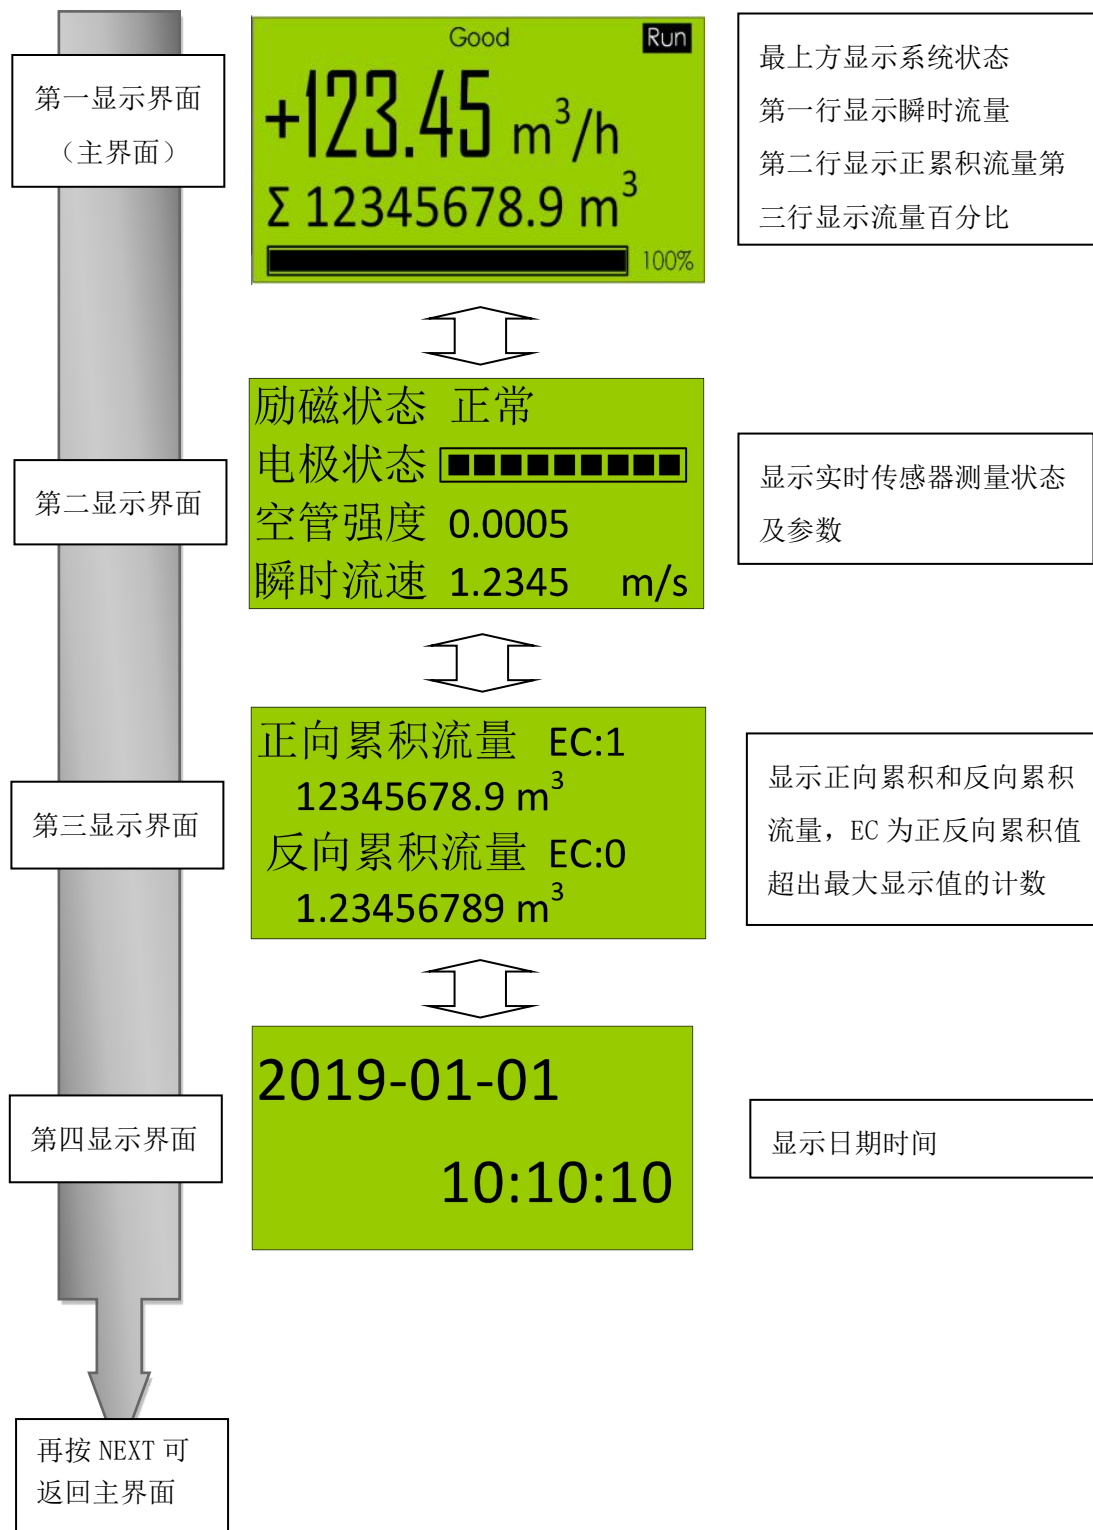 第一显示界面
（主界面）
Good
Run
+123.45 m³/h
Σ 12345678.9 m³
100%
最上方显示系统状态
第一行显示瞬时流量
第二行显示正累积流量第
三行显示流量百分比
第二显示界面
励磁状态 正常
电极状态
空管强度 0.0005
瞬时流速 1.2345 m/s
显示实时传感器测量状态
及参数
第三显示界面
正向累积流量 EC:1
12345678.9 m³
反向累积流量 EC:0
1.23456789 m³
显示正向累积和反向累积
流量，EC 为正反向累积值
超出最大显示值的计数
第四显示界面
2019-01-01
10:10:10
显示日期时间
再按 NEXT 可
返回主界面